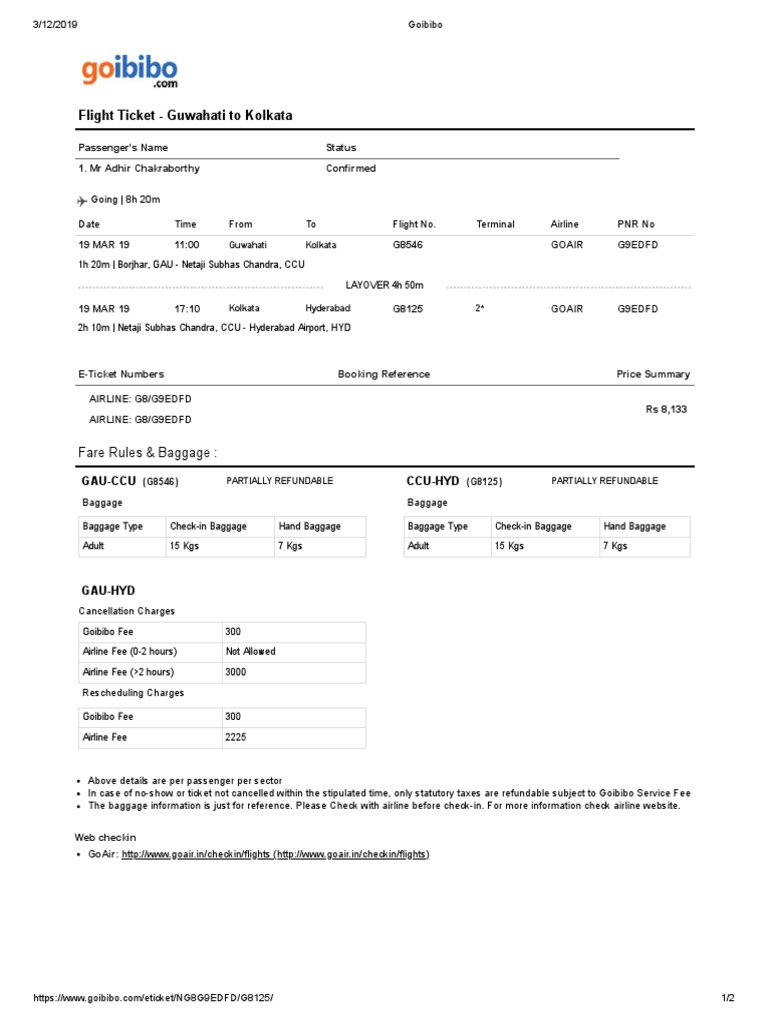 3/12/2019 Goibibo
goibibo
.com
Flight Ticket - Guwahati to Kolkata
Passenger's Name Status
1. Mr Adhir Chakraborthy Confirmed
Going | 8h 20m
Date Time From To Flight No. Terminal Airline PNR No
19 MAR 19 11:00 Guwahati Kolkata G8546 GOAIR G9EDFD
1h 20m | Borjhar, GAU - Netaji Subhas Chandra, CCU
LAYOVER 4h 50m
19 MAR 19 17:10 Kolkata Hyderabad G8125 2* GOAIR G9EDFD
2h 10m | Netaji Subhas Chandra, CCU - Hyderabad Airport, HYD
E-Ticket Numbers Booking Reference Price Summary
AIRLINE: G8/G9EDFD
Rs 8,133
AIRLINE: G8/G9EDFD
Fare Rules & Baggage :
GAU-CCU (G8546) PARTIALLY REFUNDABLE CCU-HYD (G8125) PARTIALLY REFUNDABLE
Baggage Baggage
Baggage Type Check-in Baggage Hand Baggage Baggage Type Check-in Baggage Hand Baggage
Adult 15 Kgs 7 Kgs Adult 15 Kgs 7 Kgs
GAU-HYD
Cancellation Charges
Goibibo Fee 300
Airline Fee (0-2 hours) Not Allowed
Airline Fee (>2 hours) 3000
Rescheduling Charges
Goibibo Fee 300
Airline Fee 2225
• Above details are per passenger per sector
• In case of no-show or ticket not cancelled within the stipulated time, only statutory taxes are refundable subject to Goibibo Service Fee
• The baggage information is just for reference. Please Check with airline before check-in. For more information check airline website.
Web checkin
• GoAir: http://www.goair.in/checkin/flights (http://www.goair.in/checkin/flights)
https://www.goibibo.com/eticket/NG8G9EDFD/G8125/ 1/2